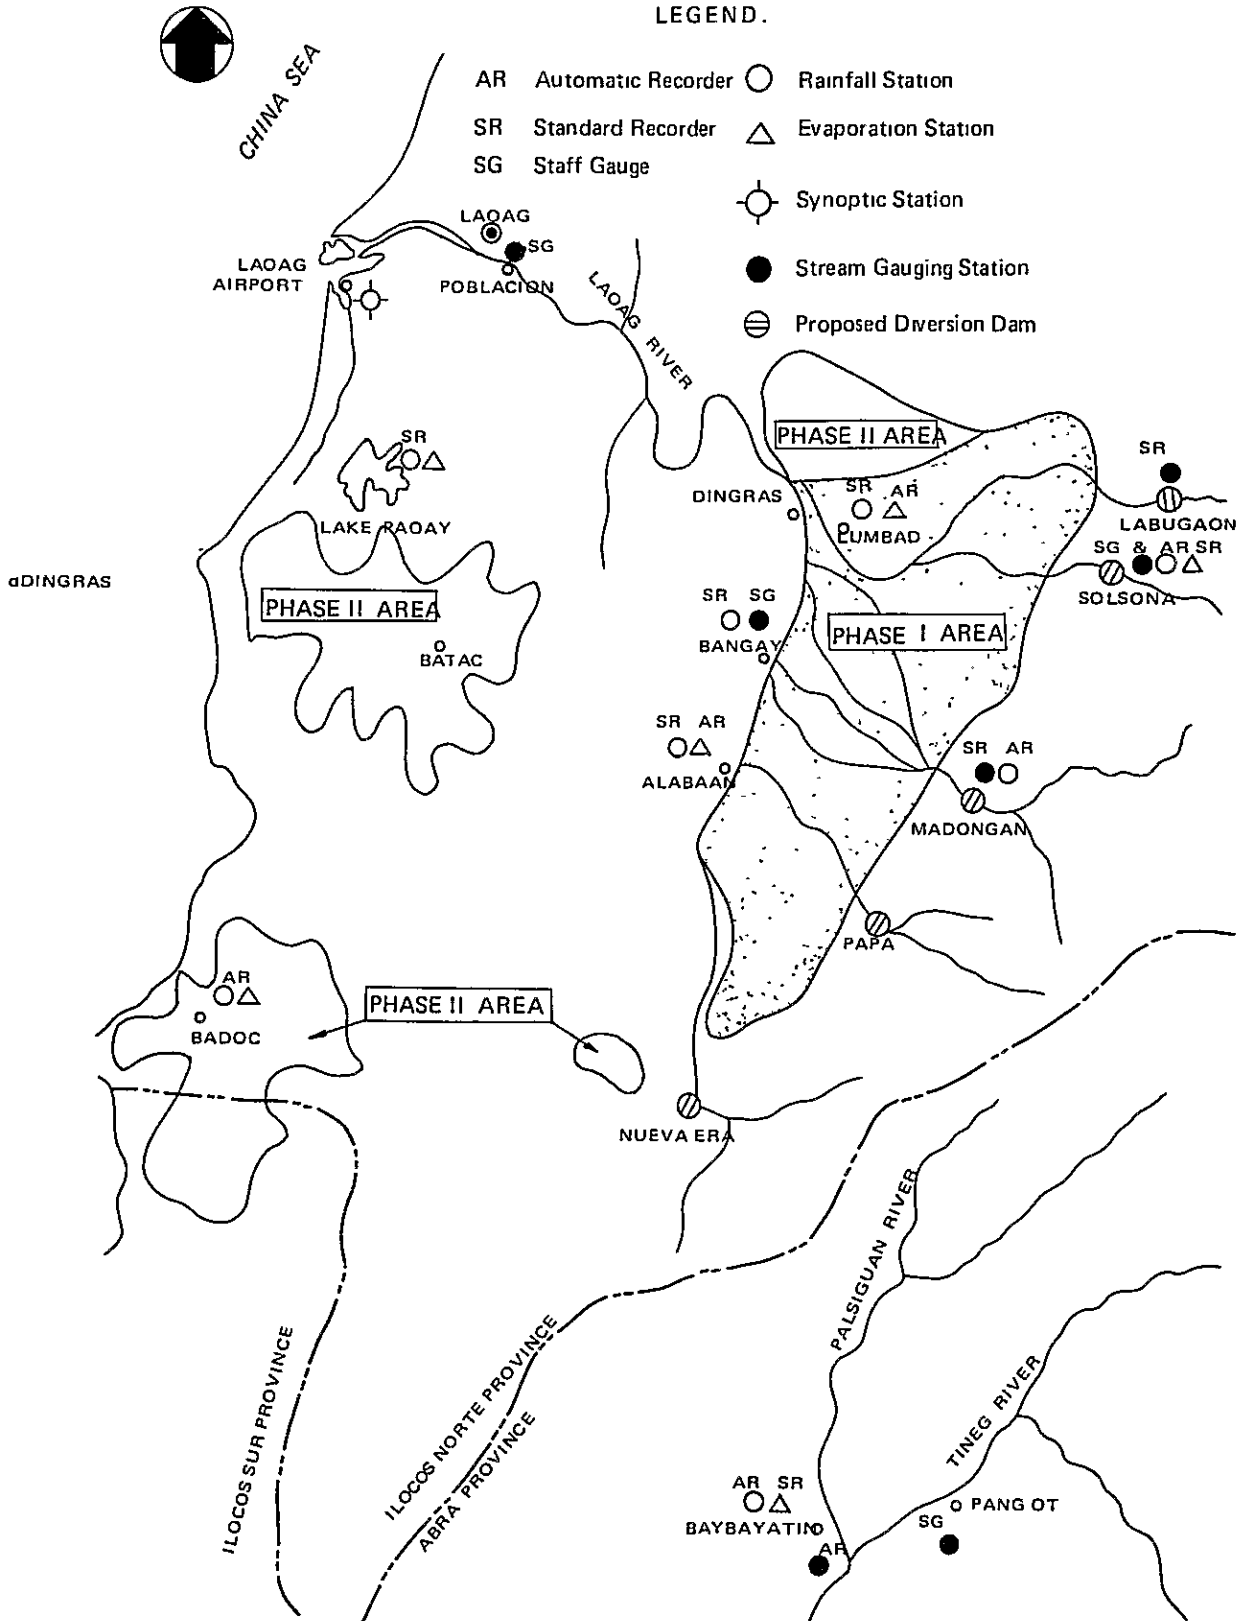 LEGEND.
CHINA SEA
AR Automatic Recorder
Rainfall Station
SR Standard Recorder
Evaporation Station
SG Staff Gauge
Synoptic Station
Stream Gauging Station
Proposed Diversion Dam
LAOAG
SG
POBLACION
LAOAG
AIRPORT
LAOAG RIVER
PHASE II AREA
SR
LAKE PAOAY
DINGRAS
SR AR
LUMBAD
SR
LABUGAON
SG & AR SR
SOLSONA
aDINGRAS
PHASE II AREA
BATAC
SR SG
BANGAY
PHASE I AREA
SR AR
ALABAAN
SR AR
MADONGAN
PAPA
AR
BADOC
PHASE II AREA
NUEVA ERA
PALSIGUAN RIVER
TINEG RIVER
ILOCOS SUR PROVINCE
ILOCOS NORTE PROVINCE
ABRA PROVINCE
AR SR
BAYBAYATIN
AR
PANG OT
SG